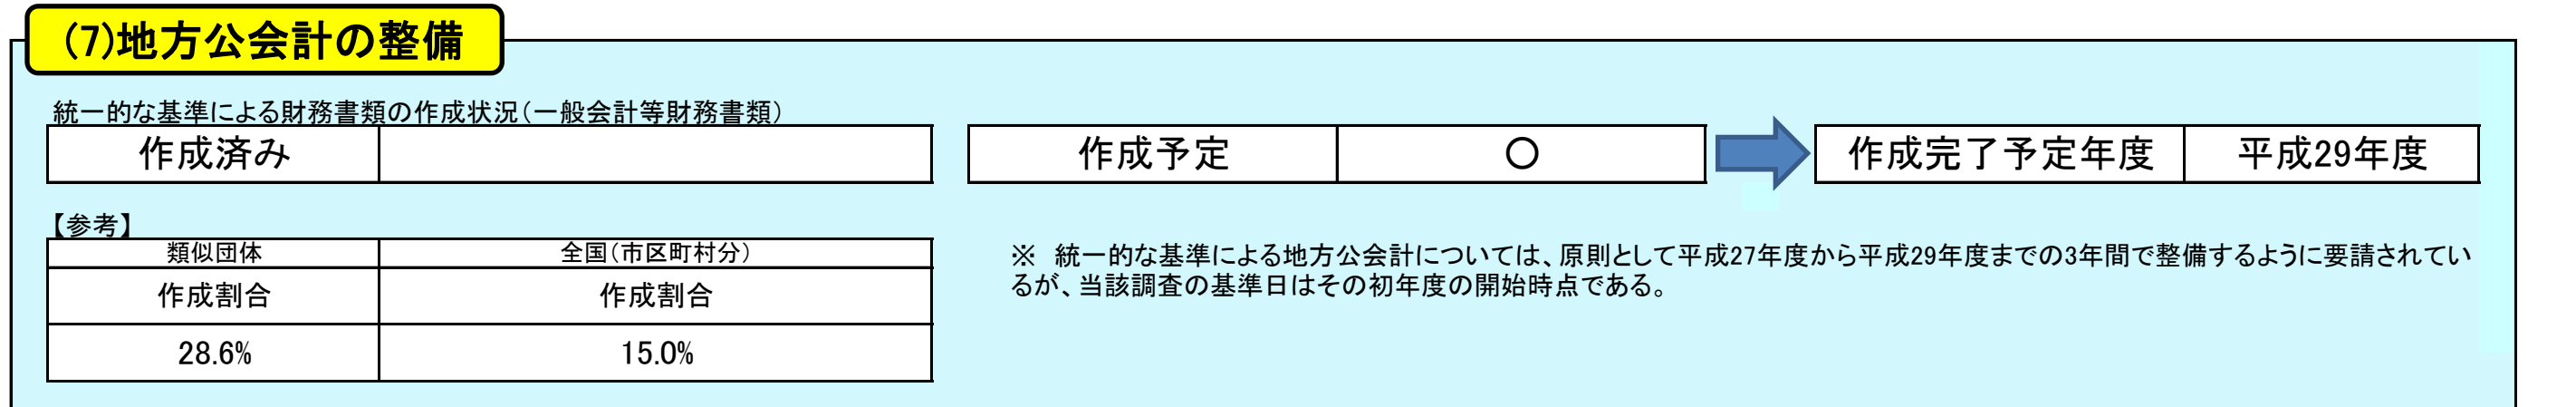 (7)地方公会計の整備
統一的な基準による財務書類の作成状況(一般会計等財務書類)
作成済み
作成予定 ○
作成完了予定年度 平成29年度
【参考】
類似団体 全国(市区町村分)
作成割合 作成割合
28.6% 15.0%
※ 統一的な基準による地方公会計については、原則として平成27年度から平成29年度までの3年間で整備するように要請されてい
るが、当該調査の基準日はその初年度の開始時点である。